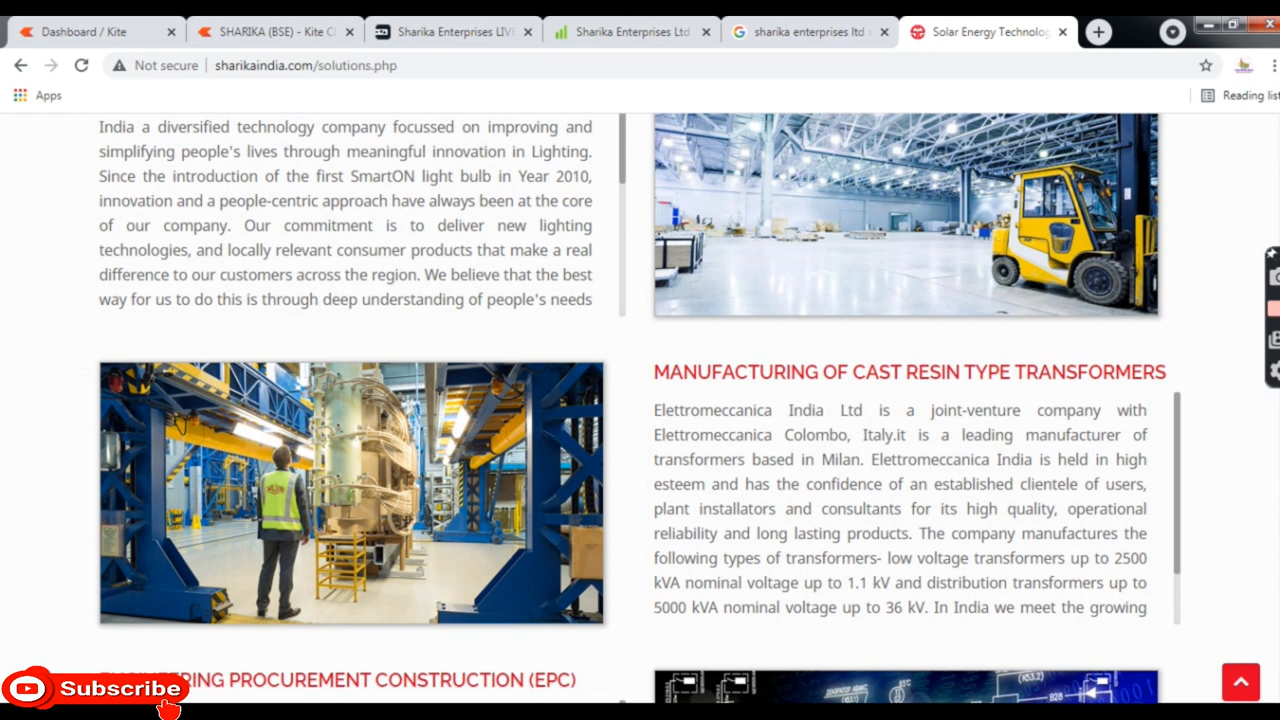 Dashboard / Kite
SHARIKA (BSE) - Kite C
Sharika Enterprises LIVE
Sharika Enterprises Ltd
sharika enterprises ltd s
Solar Energy Technolog
Not secure
sharikaindia.com/solutions.php
Apps
Reading list
India a diversified technology company focussed on improving and
simplifying people's lives through meaningful innovation in Lighting.
Since the introduction of the first SmartON light bulb in Year 2010,
innovation and a people-centric approach have always been at the core
of our company. Our commitment is to deliver new lighting
technologies, and locally relevant consumer products that make a real
difference to our customers across the region. We believe that the best
way for us to do this is through deep understanding of people's needs
MANUFACTURING OF CAST RESIN TYPE TRANSFORMERS
Elettromeccanica India Ltd is a joint-venture company with
Elettromeccanica Colombo, Italy.it is a leading manufacturer of
transformers based in Milan. Elettromeccanica India is held in high
esteem and has the confidence of an established clientele of users,
plant installators and consultants for its high quality, operational
reliability and long lasting products. The company manufactures the
following types of transformers- low voltage transformers up to 2500
kVA nominal voltage up to 1.1 kV and distribution transformers up to
5000 kVA nominal voltage up to 36 kV. In India we meet the growing
ENGINEERING PROCUREMENT CONSTRUCTION (EPC)
(K53.2)
B28
Subscribe